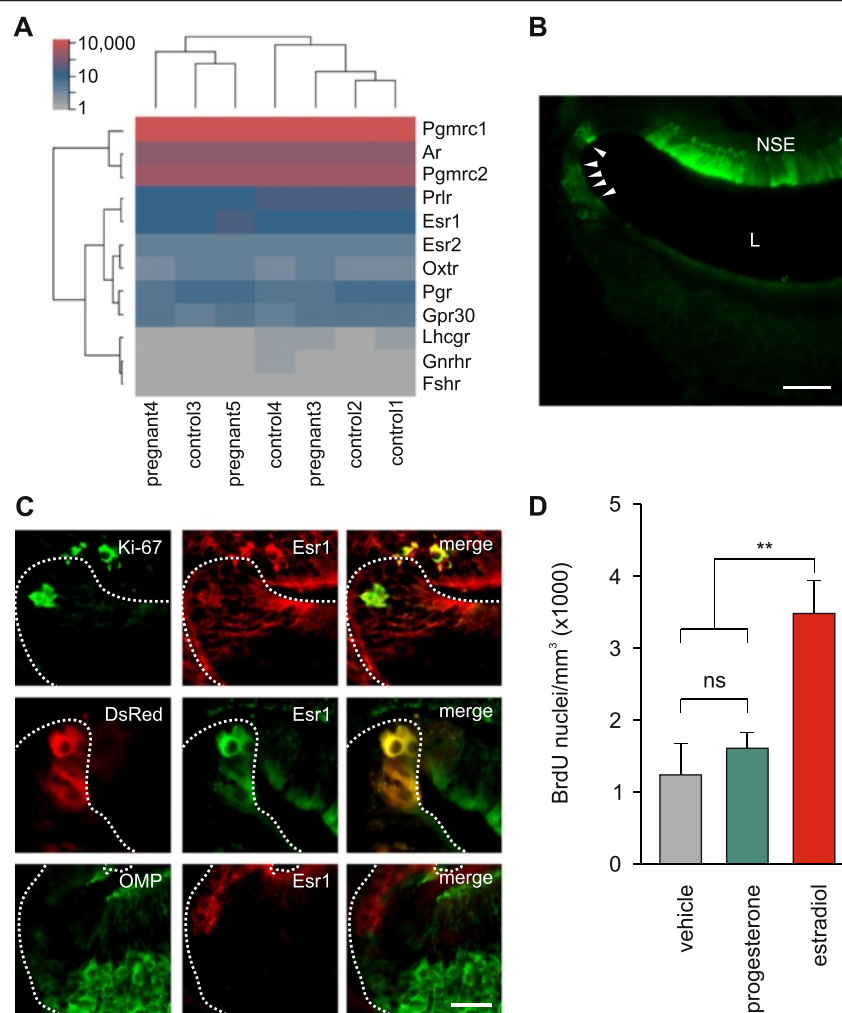 A
10,000
10
1
Pgmrc1
Ar
Pgmrc2
Prlr
Esr1
Esr2
Oxtr
Pgr
Gpr30
Lhcgr
Gnrhr
Fshr
pregnant4
control3
pregnant5
control4
pregnant3
control2
control1
B
NSE
L
C
Ki-67
Esr1
merge
DsRed
Esr1
merge
OMP
Esr1
merge
D
BrdU nuclei/mm³ (x1000)
5
4
3
2
1
0
**
ns
vehicle
progesterone
estradiol